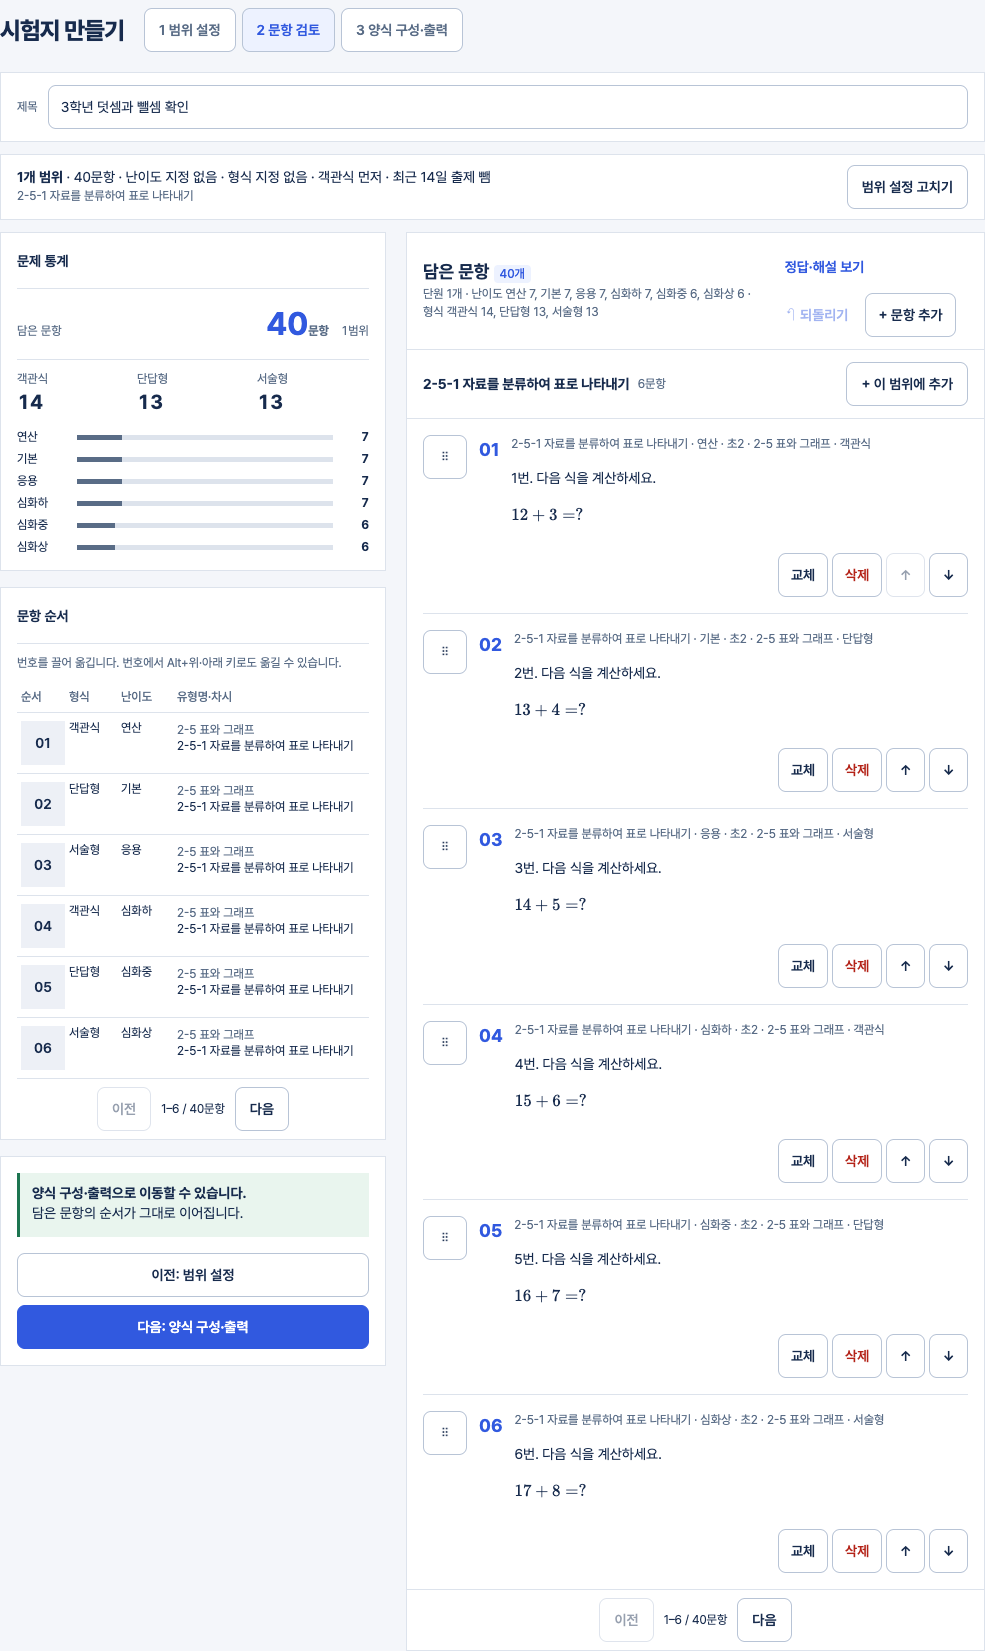 시험지 만들기
1 범위 설정
2 문항 검토
3 양식 구성·출력
제목
3학년 덧셈과 뺄셈 확인
1개 범위 · 40문항 · 난이도 지정 없음 · 형식 지정 없음 · 객관식 먼저 · 최근 14일 출제 뺌
2-5-1 자료를 분류하여 표로 나타내기
범위 설정 고치기
문제 통계
담은 문항
40문항 1범위
객관식 단답형 서술형
14 13 13
연산 7
기본 7
응용 7
심화하 7
심화중 6
심화상 6
문항 순서
번호를 끌어 옮깁니다. 번호에서 Alt+위·아래 키로도 옮길 수 있습니다.
순서 형식 난이도 유형명·차시
01 객관식 연산 2-5 표와 그래프
2-5-1 자료를 분류하여 표로 나타내기
02 단답형 기본 2-5 표와 그래프
2-5-1 자료를 분류하여 표로 나타내기
03 서술형 응용 2-5 표와 그래프
2-5-1 자료를 분류하여 표로 나타내기
04 객관식 심화하 2-5 표와 그래프
2-5-1 자료를 분류하여 표로 나타내기
05 단답형 심화중 2-5 표와 그래프
2-5-1 자료를 분류하여 표로 나타내기
06 서술형 심화상 2-5 표와 그래프
2-5-1 자료를 분류하여 표로 나타내기
이전 1–6 / 40문항 다음
양식 구성·출력으로 이동할 수 있습니다.
담은 문항의 순서가 그대로 이어집니다.
이전: 범위 설정
다음: 양식 구성·출력
담은 문항 40개
단원 1개 · 난이도 연산 7, 기본 7, 응용 7, 심화하 7, 심화중 6, 심화상 6 ·
형식 객관식 14, 단답형 13, 서술형 13
정답·해설 보기
되돌리기
+ 문항 추가
2-5-1 자료를 분류하여 표로 나타내기 6문항
+ 이 범위에 추가
01 2-5-1 자료를 분류하여 표로 나타내기 · 연산 · 초2 · 2-5 표와 그래프 · 객관식
1번. 다음 식을 계산하세요.
12 + 3 =?
교체 삭제 ↑ ↓
02 2-5-1 자료를 분류하여 표로 나타내기 · 기본 · 초2 · 2-5 표와 그래프 · 단답형
2번. 다음 식을 계산하세요.
13 + 4 =?
교체 삭제 ↑ ↓
03 2-5-1 자료를 분류하여 표로 나타내기 · 응용 · 초2 · 2-5 표와 그래프 · 서술형
3번. 다음 식을 계산하세요.
14 + 5 =?
교체 삭제 ↑ ↓
04 2-5-1 자료를 분류하여 표로 나타내기 · 심화하 · 초2 · 2-5 표와 그래프 · 객관식
4번. 다음 식을 계산하세요.
15 + 6 =?
교체 삭제 ↑ ↓
05 2-5-1 자료를 분류하여 표로 나타내기 · 심화중 · 초2 · 2-5 표와 그래프 · 단답형
5번. 다음 식을 계산하세요.
16 + 7 =?
교체 삭제 ↑ ↓
06 2-5-1 자료를 분류하여 표로 나타내기 · 심화상 · 초2 · 2-5 표와 그래프 · 서술형
6번. 다음 식을 계산하세요.
17 + 8 =?
교체 삭제 ↑ ↓
이전 1–6 / 40문항 다음